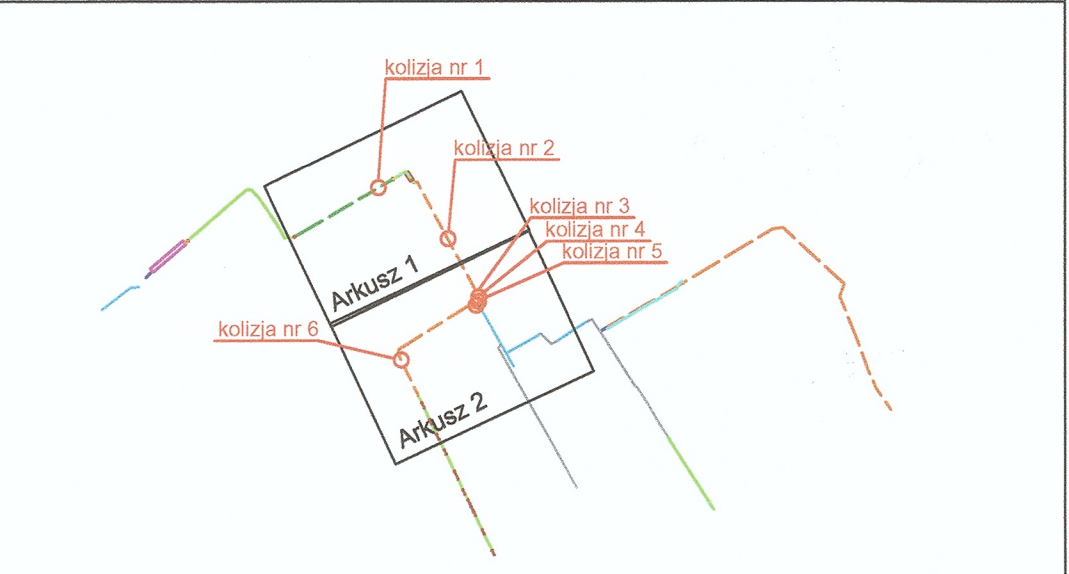 kolizja nr 1
kolizja nr 2
kolizja nr 3
kolizja nr 4
kolizja nr 5
Arkusz 1
kolizja nr 6
Arkusz 2